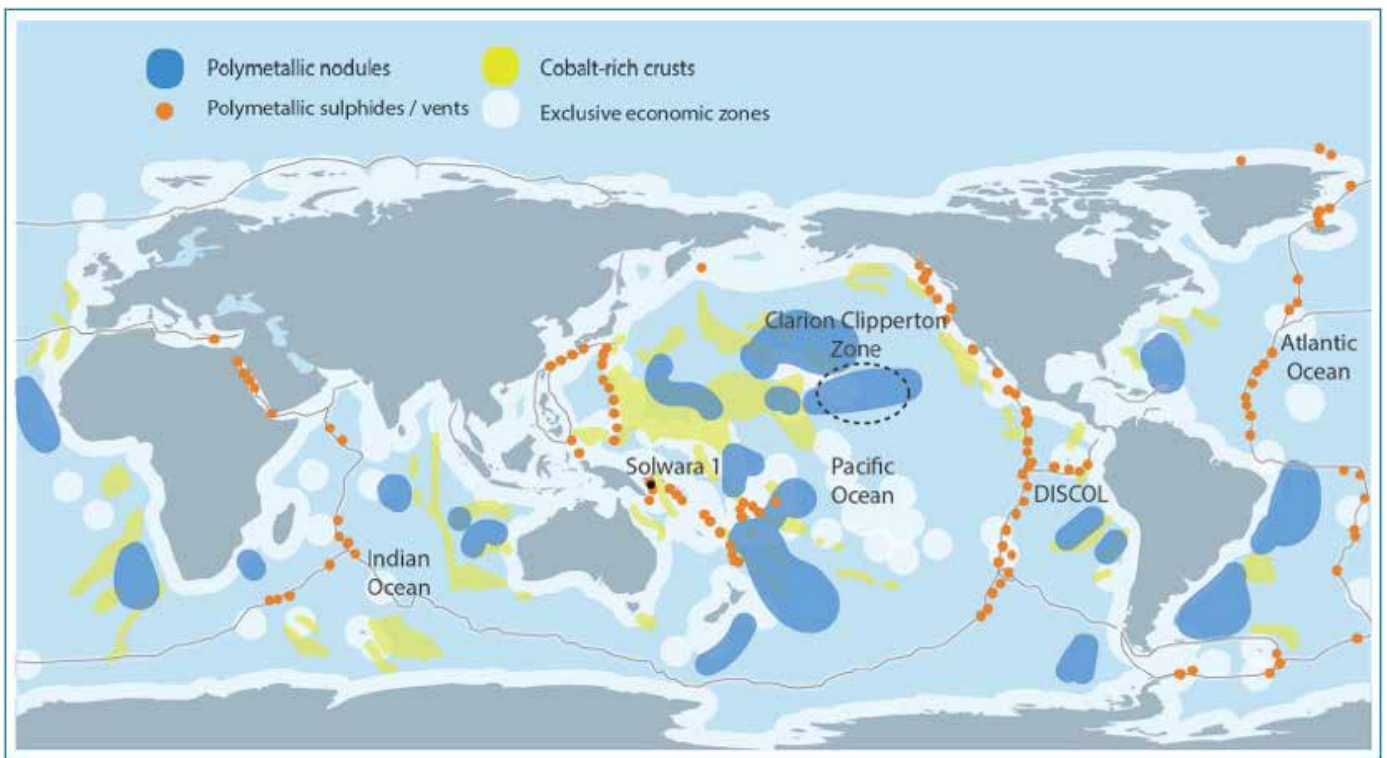 Polymetallic nodules
Cobalt-rich crusts
Polymetallic sulphides / vents
Exclusive economic zones
Clarion Clipperton
Zone
Atlantic
Ocean
Solwara 1
Pacific
Ocean
DISCOL
Indian
Ocean